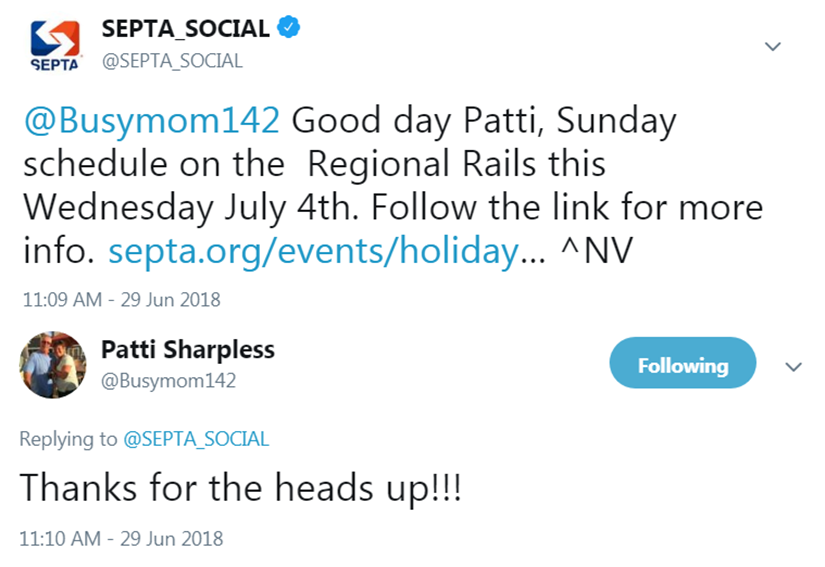 SEPTA
SEPTA_SOCIAL
@SEPTA_SOCIAL
@Busymom142 Good day Patti, Sunday
schedule on the  Regional Rails this
Wednesday July 4th. Follow the link for more
info. septa.org/events/holiday... ^NV
11:09 AM - 29 Jun 2018
Patti Sharpless
@Busymom142
Following
Replying to @SEPTA_SOCIAL
Thanks for the heads up!!!
11:10 AM - 29 Jun 2018